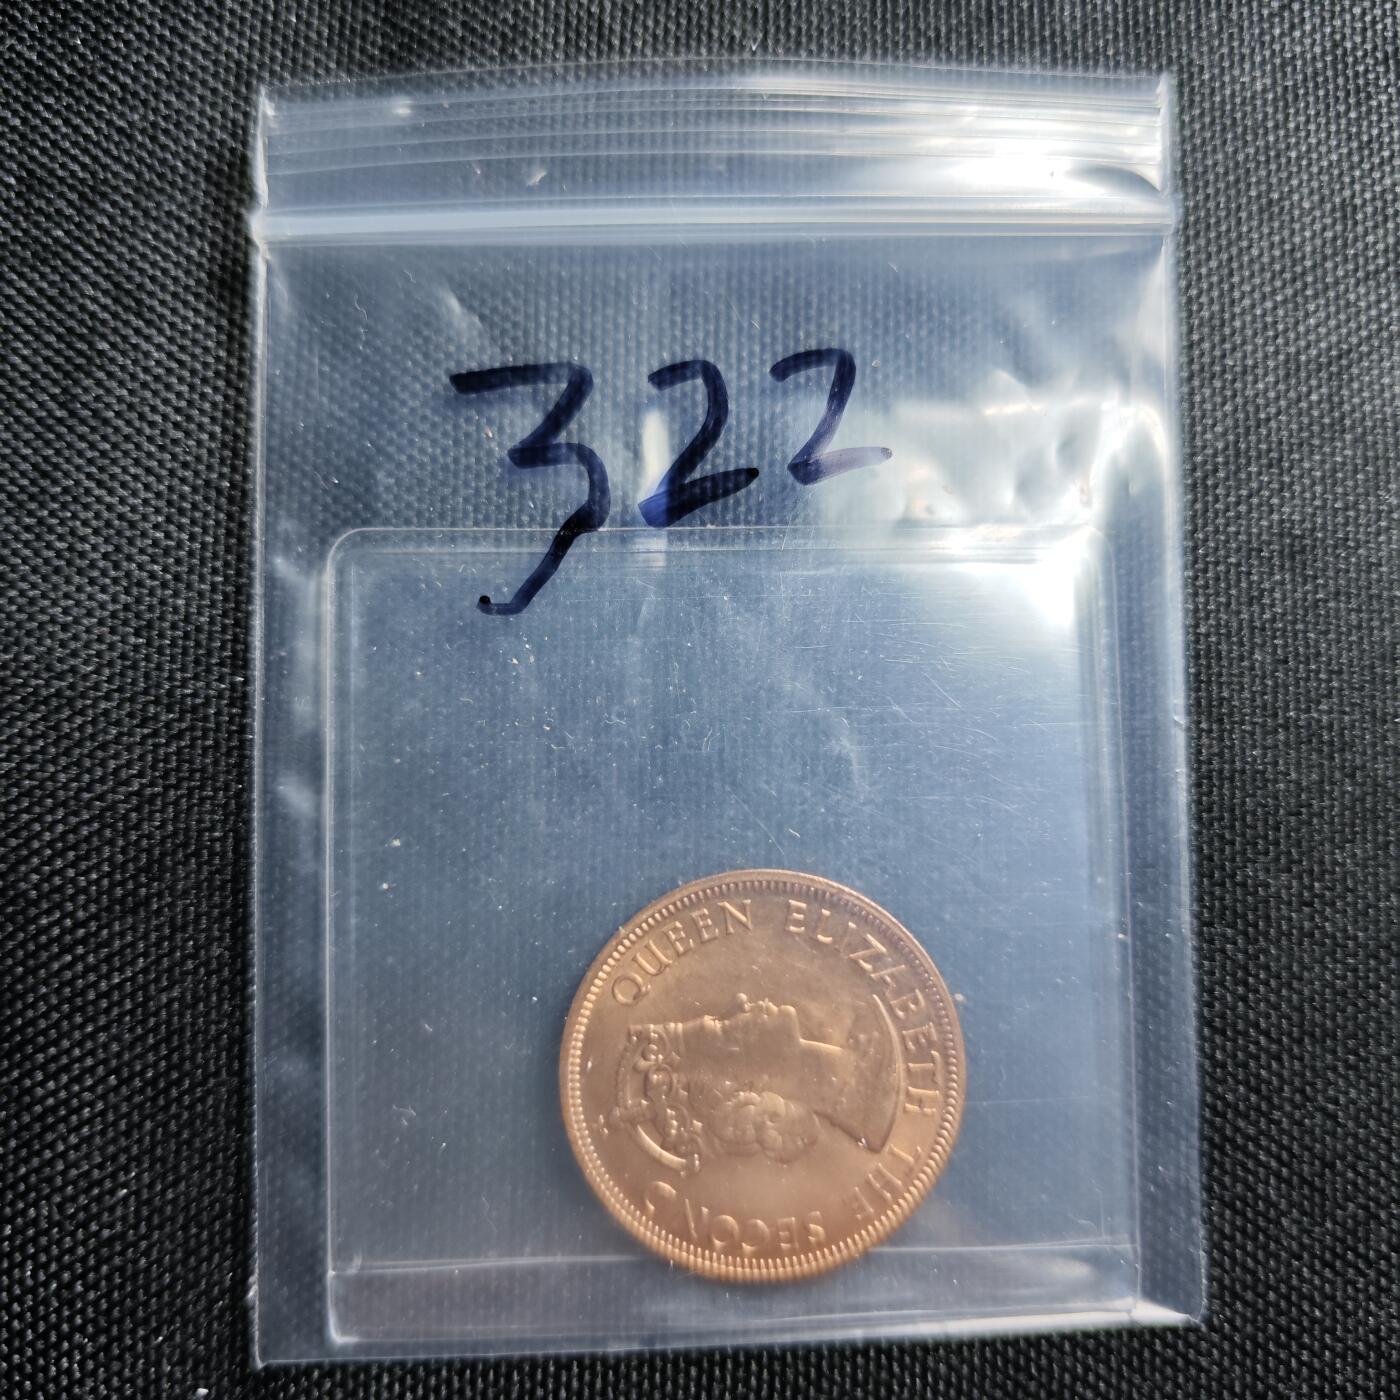 322
QUEEN ELIZABETH THE SECOND